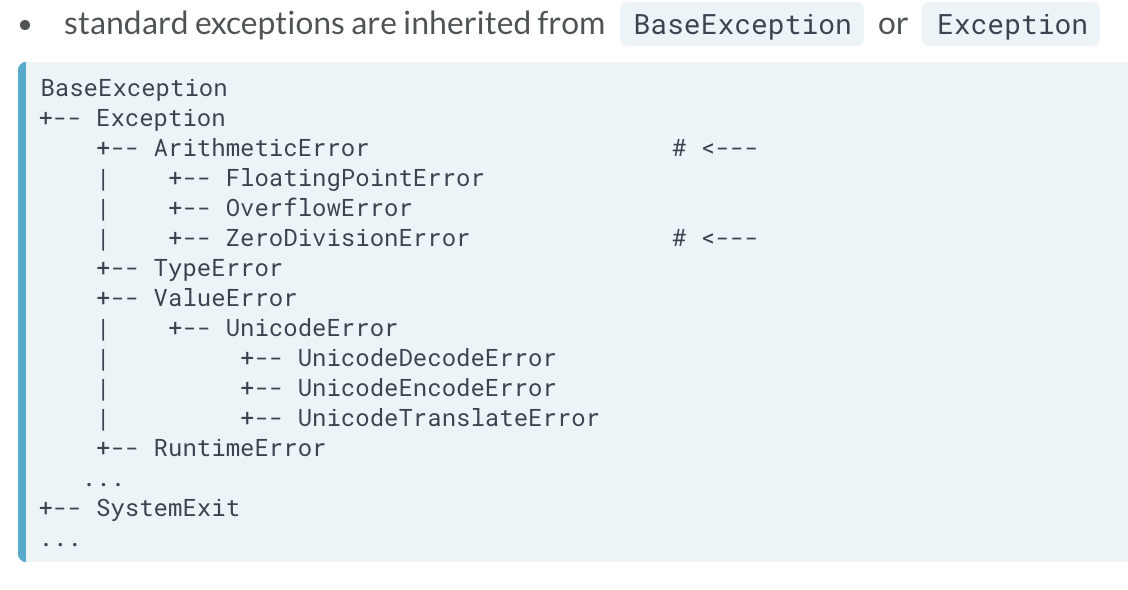 • standard exceptions are inherited from BaseException or Exception
BaseException
+-- Exception
    +-- ArithmeticError                     # <---
    |    +-- FloatingPointError
    |    +-- OverflowError
    |    +-- ZeroDivisionError              # <---
    +-- TypeError
    +-- ValueError
    |    +-- UnicodeError
    |         +-- UnicodeDecodeError
    |         +-- UnicodeEncodeError
    |         +-- UnicodeTranslateError
    +-- RuntimeError
   ...
+-- SystemExit
...